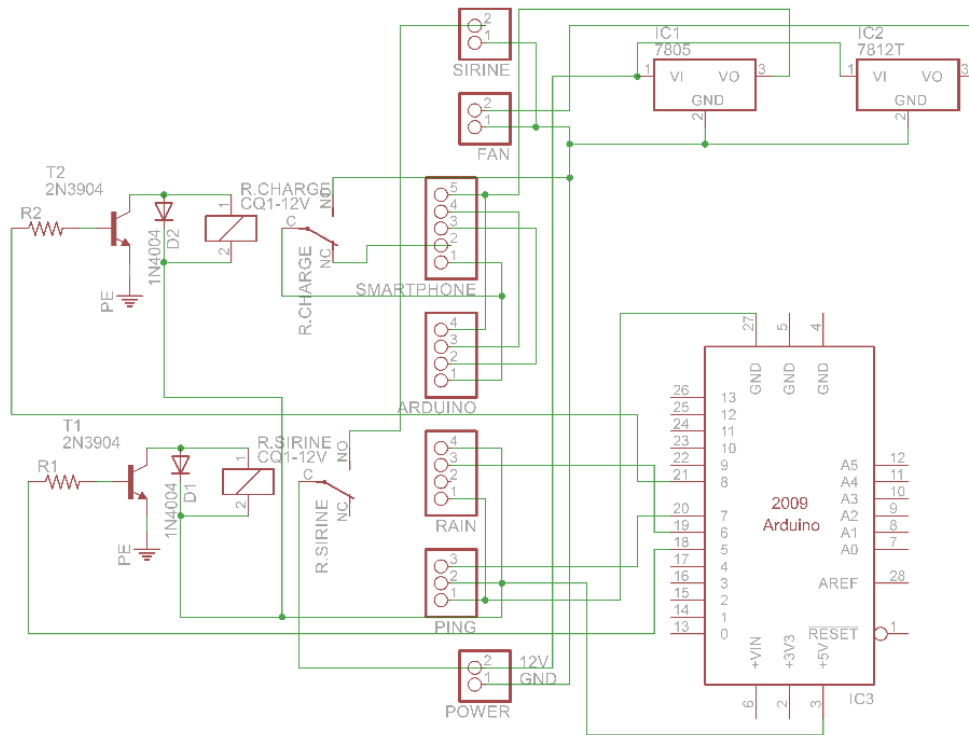 2
1
SIRINE
2
1
FAN
IC1
7805
1 VI VO 3
GND
2
IC2
7812T
1 VI VO 3
GND
2
T2
2N3904
R2
1N4004
D2
PE
1
2
R.CHARGE
CQ1-12V
NO
C
NC
R.CHARGE
5
4
3
2
1
SMARTPHONE
4
3
2
1
ARDUINO
T1
2N3904
R1
1N4004
D1
PE
1
2
R.SIRINE
CQ1-12V
NO
C
NC
R.SIRINE
4
3
2
1
RAIN
3
2
1
PING
2 12V
1 GND
POWER
27 5 4
GND GND GND
26 13
25 12
24 11
23 10
22 9
21 8
20 7
19 6
18 5
17 4
16 3
15 2
14 1
13 0
2009
Arduino
A5 12
A4 11
A3 10
A2 9
A1 8
A0 7
AREF 28
RESET 1
+VIN +3V3 +5V
6 2 3
IC3